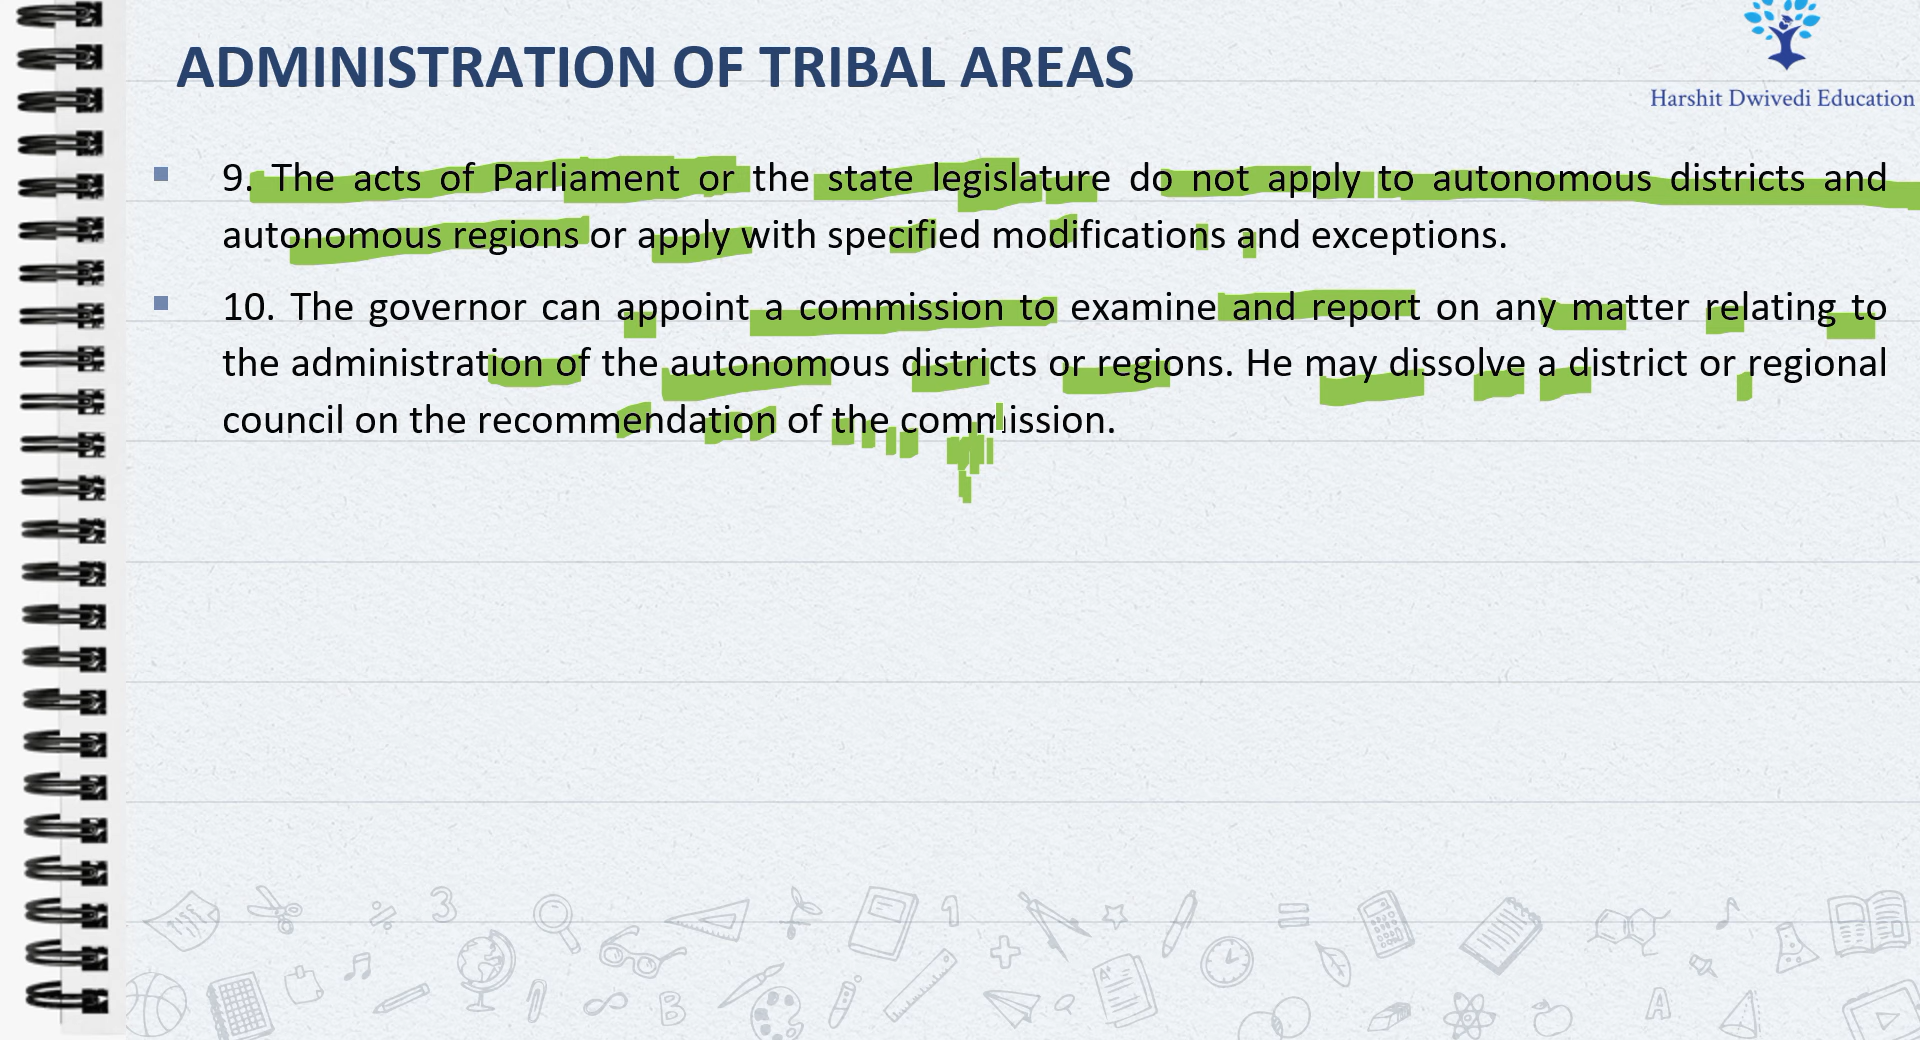 ADMINISTRATION OF TRIBAL AREAS
Harshit Dwivedi Education
9. The acts of Parliament or the state legislature do not apply to autonomous districts and
autonomous regions or apply with specified modifications and exceptions.
10. The governor can appoint a commission to examine and report on any matter relating to
the administration of the autonomous districts or regions. He may dissolve a district or regional
council on the recommendation of the commission.